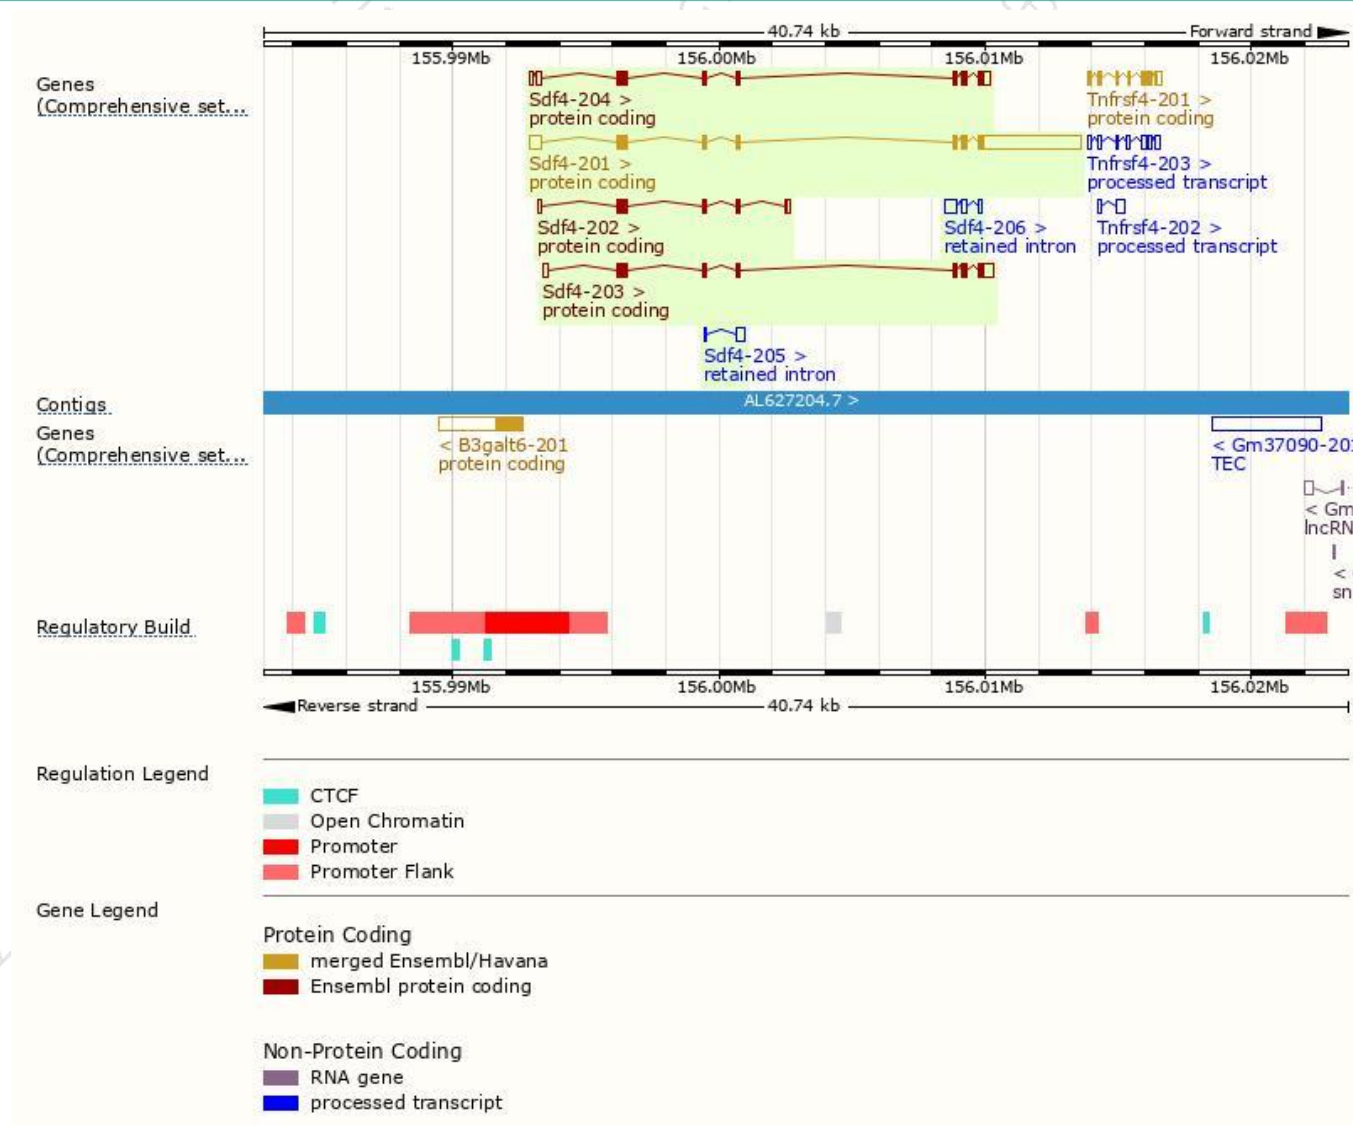 40.74 kb
Forward strand
155.99Mb 156.00Mb 156.01Mb 156.02Mb
Genes
(Comprehensive set...
Sdf4-204 >
protein coding
Tnfrsf4-201 >
protein coding
Sdf4-201 >
protein coding
Tnfrsf4-203 >
processed transcript
Sdf4-202 >
protein coding
Sdf4-206 >
retained intron
Tnfrsf4-202 >
processed transcript
Sdf4-203 >
protein coding
Sdf4-205 >
retained intron
Contigs
AL627204.7 >
Genes
(Comprehensive set...
< B3galt6-201
protein coding
< Gm37090-201
TEC
< Gm
lncRN
<
sn
Regulatory Build
155.99Mb 156.00Mb 156.01Mb 156.02Mb
Reverse strand
40.74 kb
Regulation Legend
CTCF
Open Chromatin
Promoter
Promoter Flank
Gene Legend
Protein Coding
merged Ensembl/Havana
Ensembl protein coding
Non-Protein Coding
RNA gene
processed transcript